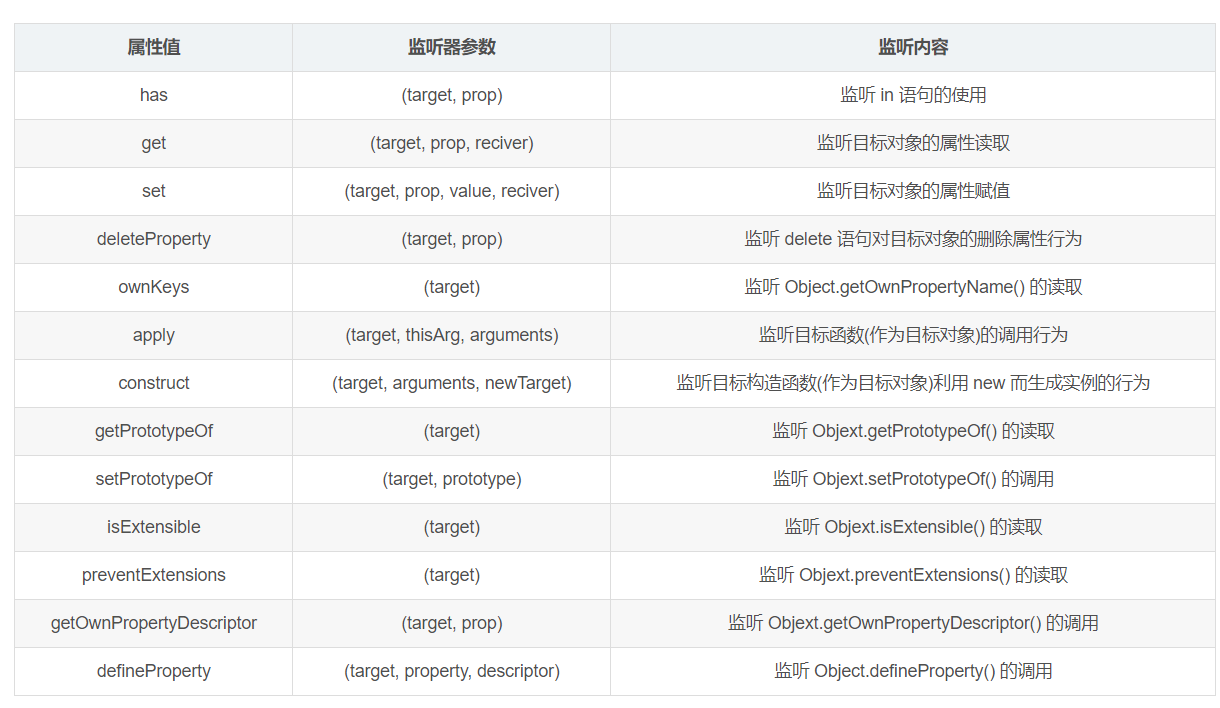 属性值 监听器参数 监听内容
has (target, prop) 监听 in 语句的使用
get (target, prop, reciver) 监听目标对象的属性读取
set (target, prop, value, reciver) 监听目标对象的属性赋值
deleteProperty (target, prop) 监听 delete 语句对目标对象的删除属性行为
ownKeys (target) 监听 Object.getOwnPropertyName() 的读取
apply (target, thisArg, arguments) 监听目标函数(作为目标对象)的调用行为
construct (target, arguments, newTarget) 监听目标构造函数(作为目标对象)利用 new 而生成实例的行为
getPrototypeOf (target) 监听 Objext.getPrototypeOf() 的读取
setPrototypeOf (target, prototype) 监听 Objext.setPrototypeOf() 的调用
isExtensible (target) 监听 Objext.isExtensible() 的读取
preventExtensions (target) 监听 Objext.preventExtensions() 的读取
getOwnPropertyDescriptor (target, prop) 监听 Objext.getOwnPropertyDescriptor() 的调用
defineProperty (target, property, descriptor) 监听 Object.defineProperty() 的调用